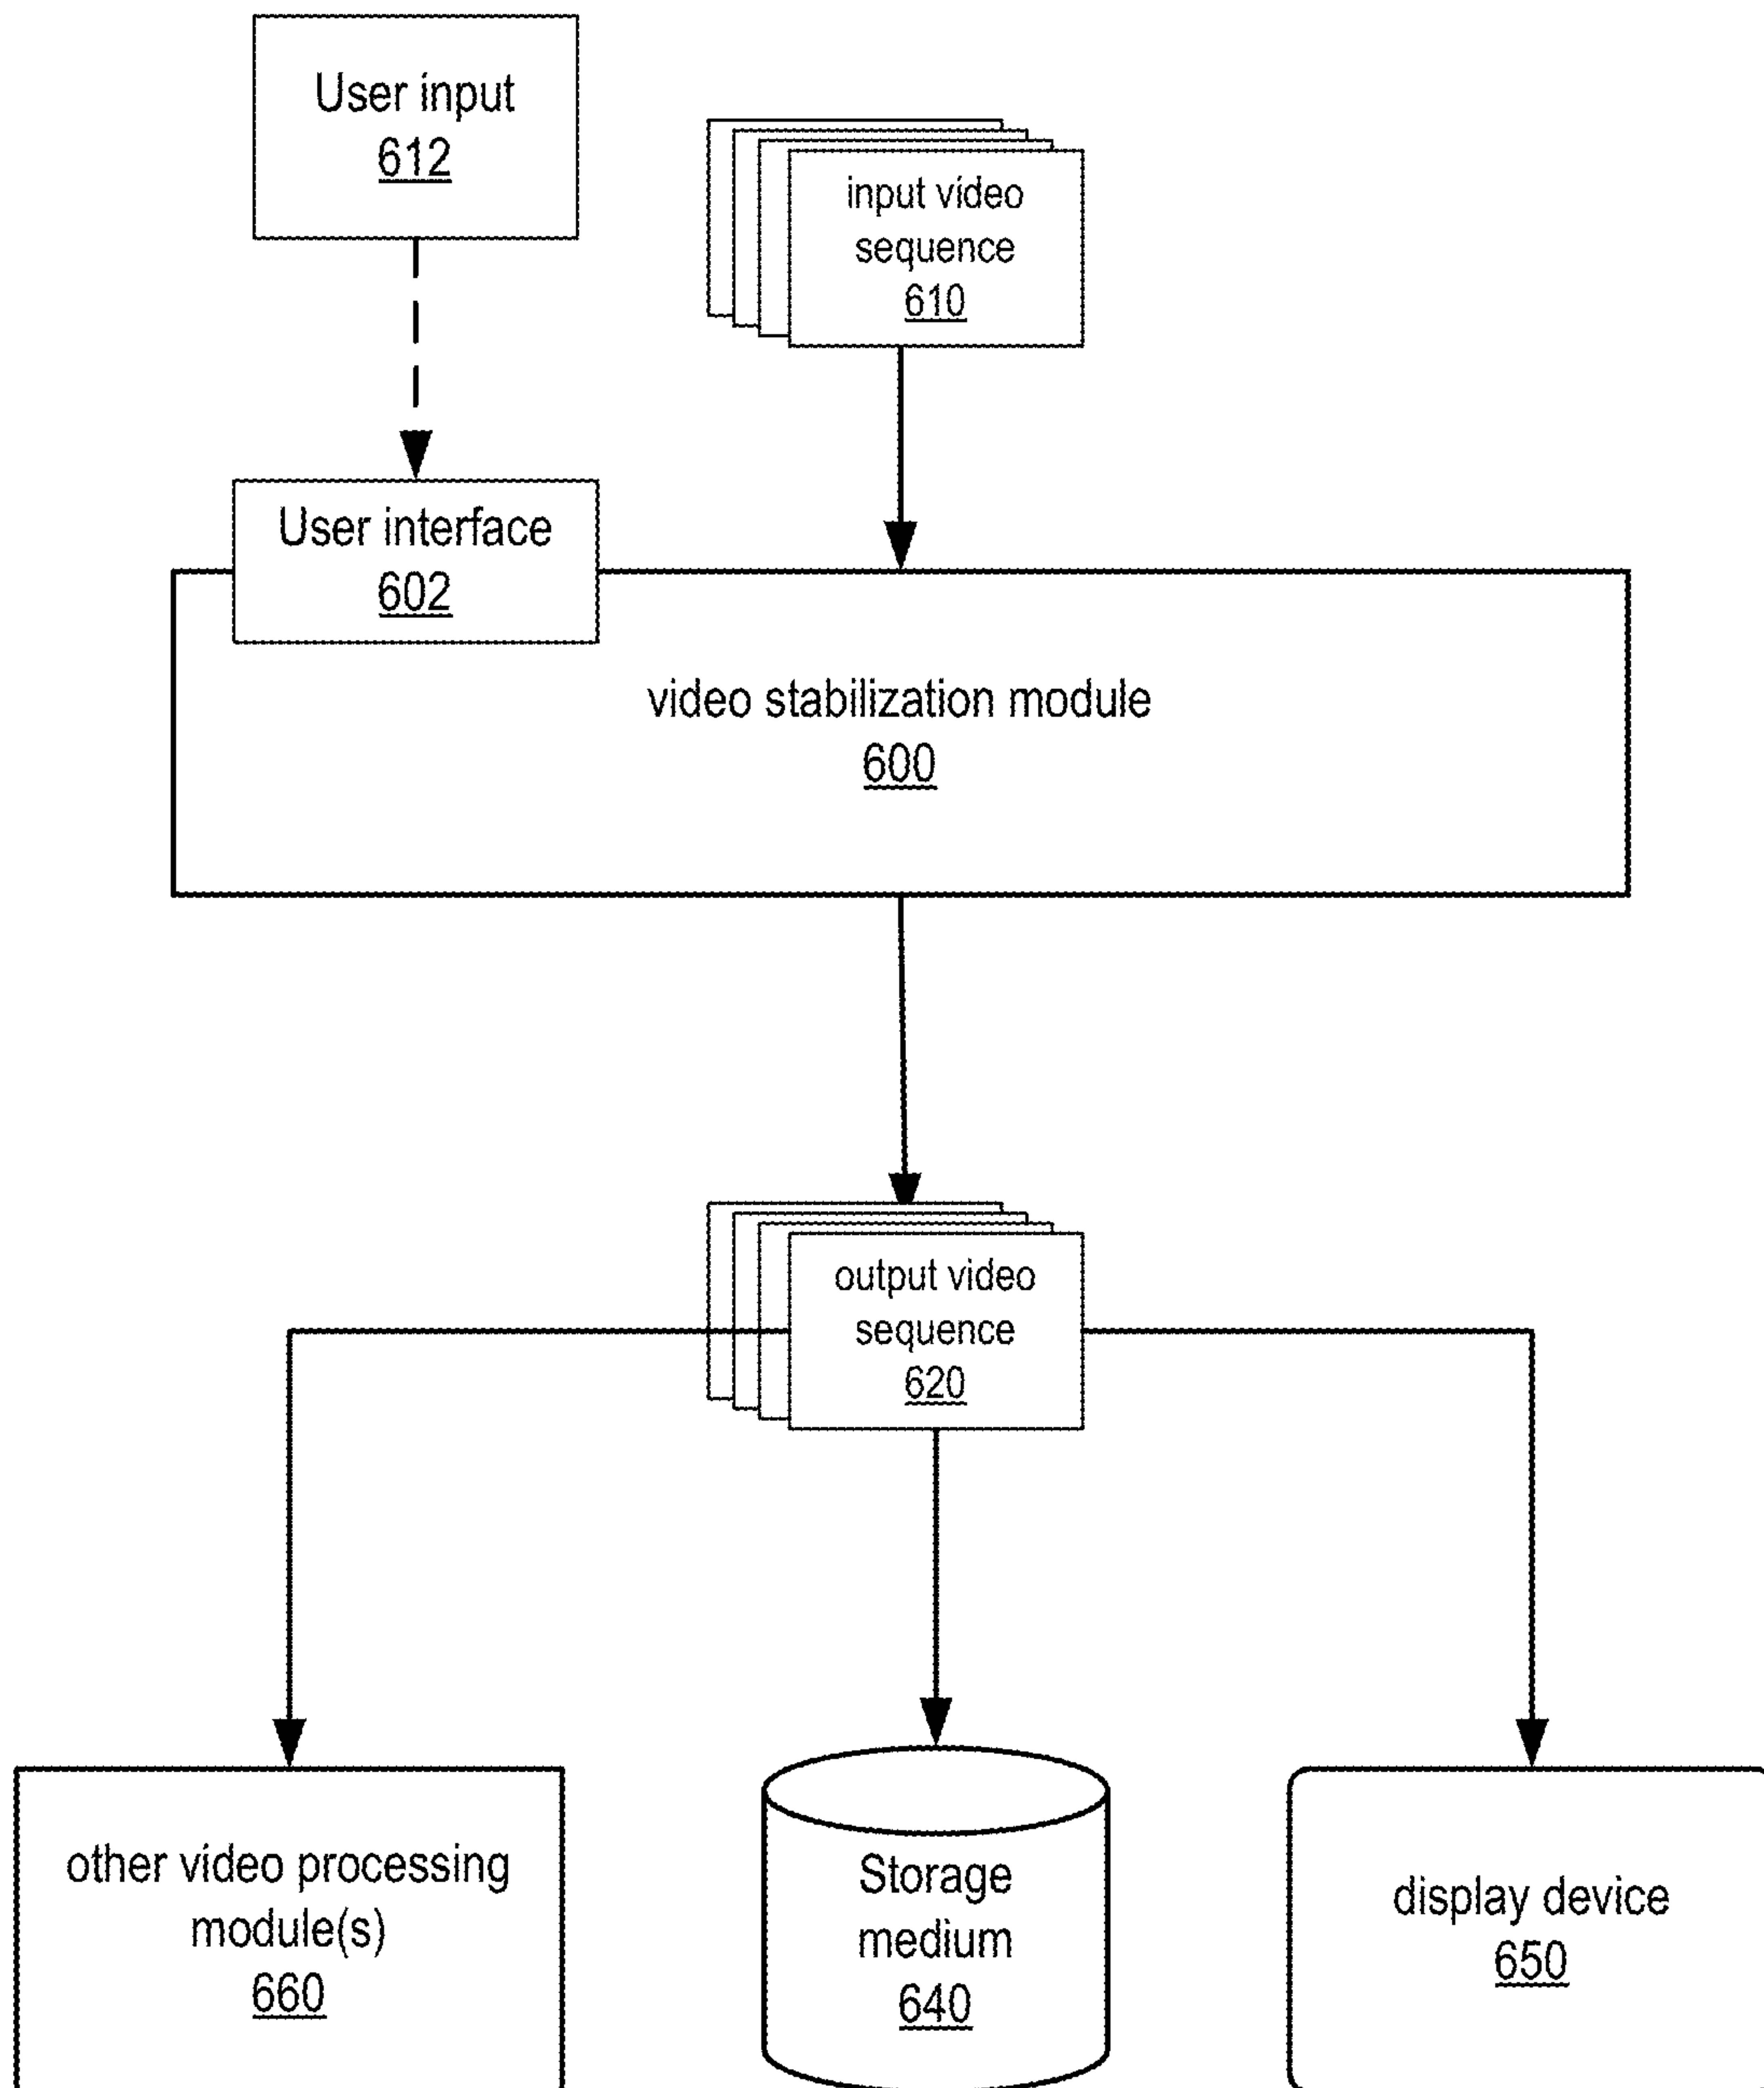 User input
612
input video
sequence
610
User interface
602
video stabilization module
600
output video
sequence
620
other video processing
module(s)
660
Storage
medium
640
display device
650